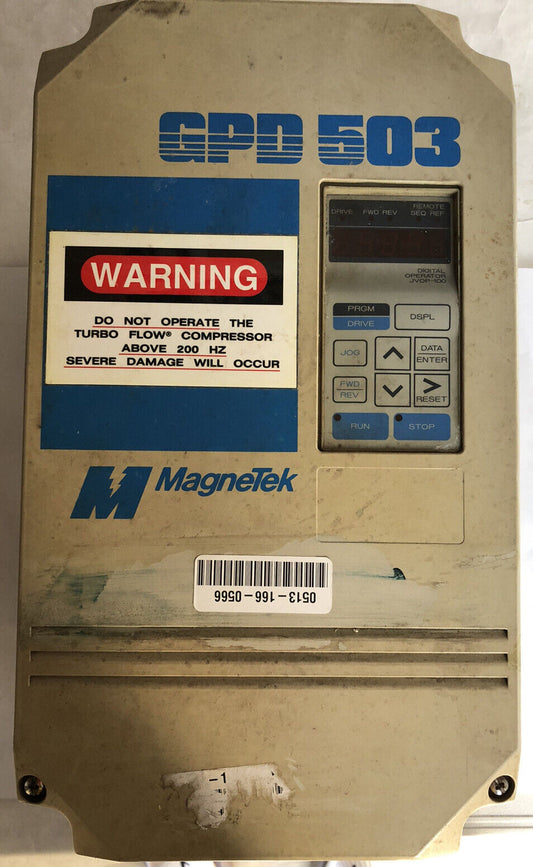 GPD 503
DRIVE FWD REV REMOTE
SEQ REF
DIGITAL
OPERATOR
JVOP-100
PRGM
DRIVE
DSPL
JOG
DATA
ENTER
FWD
REV
RESET
RUN
STOP
WARNING
DO NOT OPERATE THE
TURBO FLOW® COMPRESSOR
ABOVE 200 HZ
SEVERE DAMAGE WILL OCCUR
MagneTek
0513-166-0566
-1